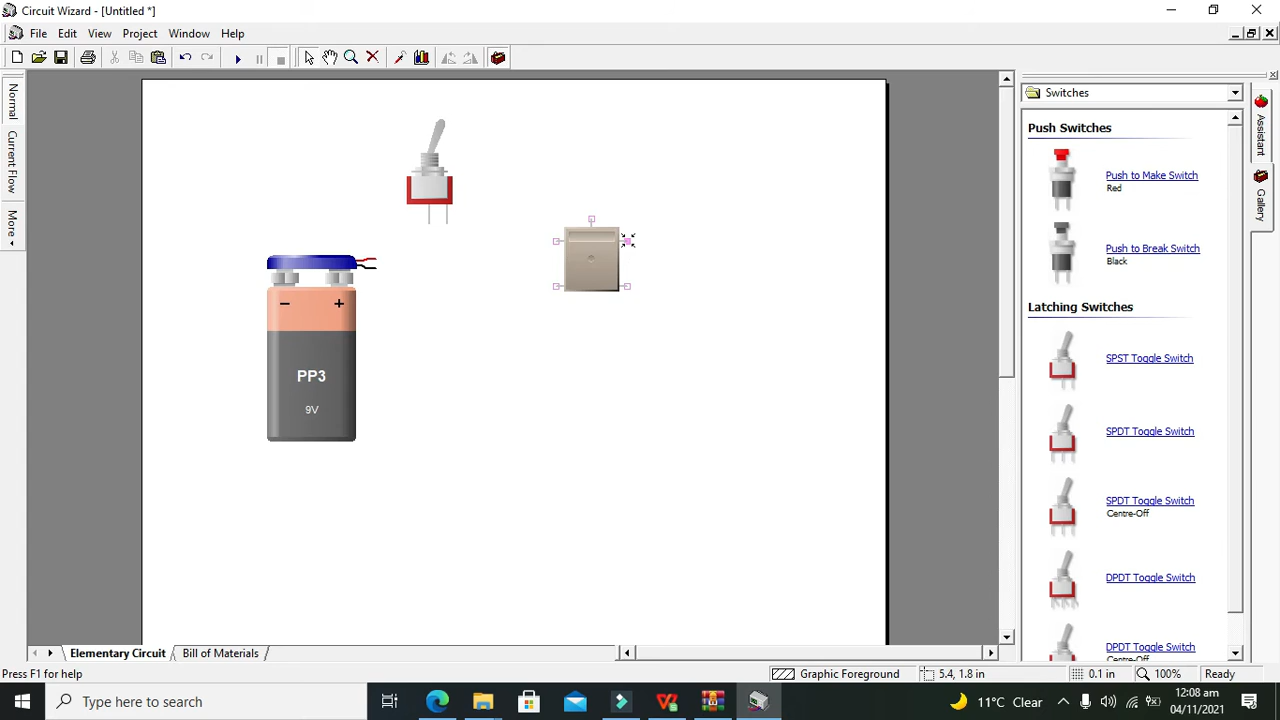 Circuit Wizard - [Untitled *]
File Edit View Project Window Help
Normal
Current Flow
More
Switches
Push Switches
Push to Make Switch
Red
Push to Break Switch
Black
Latching Switches
SPST Toggle Switch
SPDT Toggle Switch
SPDT Toggle Switch
Centre-Off
DPDT Toggle Switch
DPDT Toggle Switch
Centre-Off
Assistant
Gallery
− +
PP3
9V
Elementary Circuit Bill of Materials
Press F1 for help Graphic Foreground 5.4, 1.8 in 0.1 in 100% Ready
Type here to search 11°C Clear 12:08 am
04/11/2021